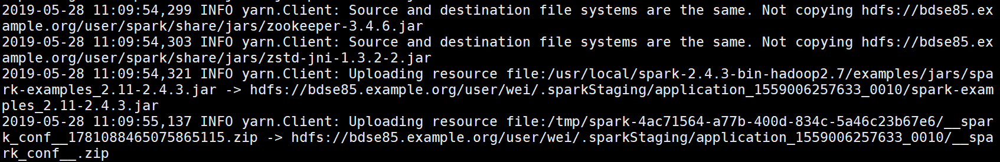 2019-05-28 11:09:54,299 INFO yarn.Client: Source and destination file systems are the same. Not copying hdfs://bdse85.ex
ample.org/user/spark/share/jars/zookeeper-3.4.6.jar
2019-05-28 11:09:54,303 INFO yarn.Client: Source and destination file systems are the same. Not copying hdfs://bdse85.ex
ample.org/user/spark/share/jars/zstd-jni-1.3.2-2.jar
2019-05-28 11:09:54,321 INFO yarn.Client: Uploading resource file:/usr/local/spark-2.4.3-bin-hadoop2.7/examples/jars/spa
rk-examples_2.11-2.4.3.jar -> hdfs://bdse85.example.org/user/wei/.sparkStaging/application_1559006257633_0010/spark-exam
ples_2.11-2.4.3.jar
2019-05-28 11:09:55,137 INFO yarn.Client: Uploading resource file:/tmp/spark-4ac71564-a77b-400d-834c-5a46c23b67e6/__spar
k_conf__1781088465075865115.zip -> hdfs://bdse85.example.org/user/wei/.sparkStaging/application_1559006257633_0010/__spa
rk_conf__.zip